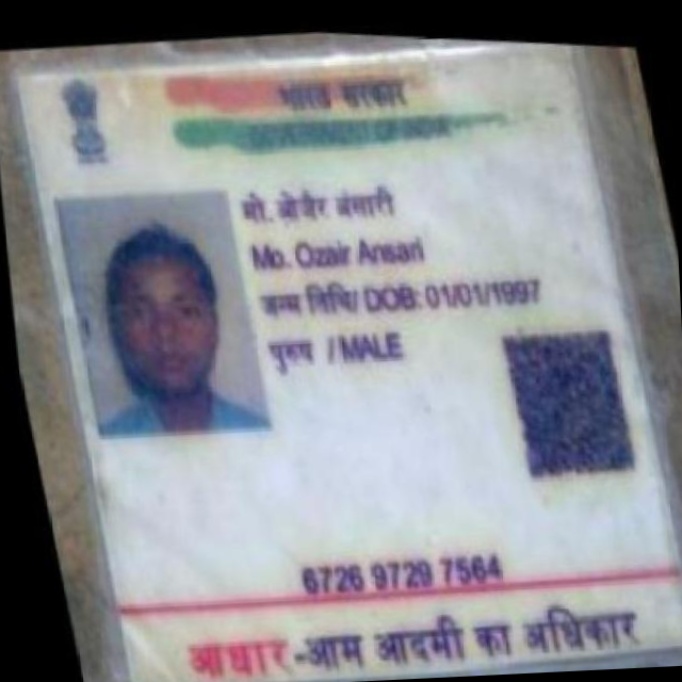 भारत सरकार
GOVERNMENT OF INDIA
मो. ओजैर अंसारी
Mo. Ozair Ansari
जन्म तिथि/ DOB: 01/01/1997
पुरुष / MALE
6726 9729 7564
आधार-आम आदमी का अधिकार